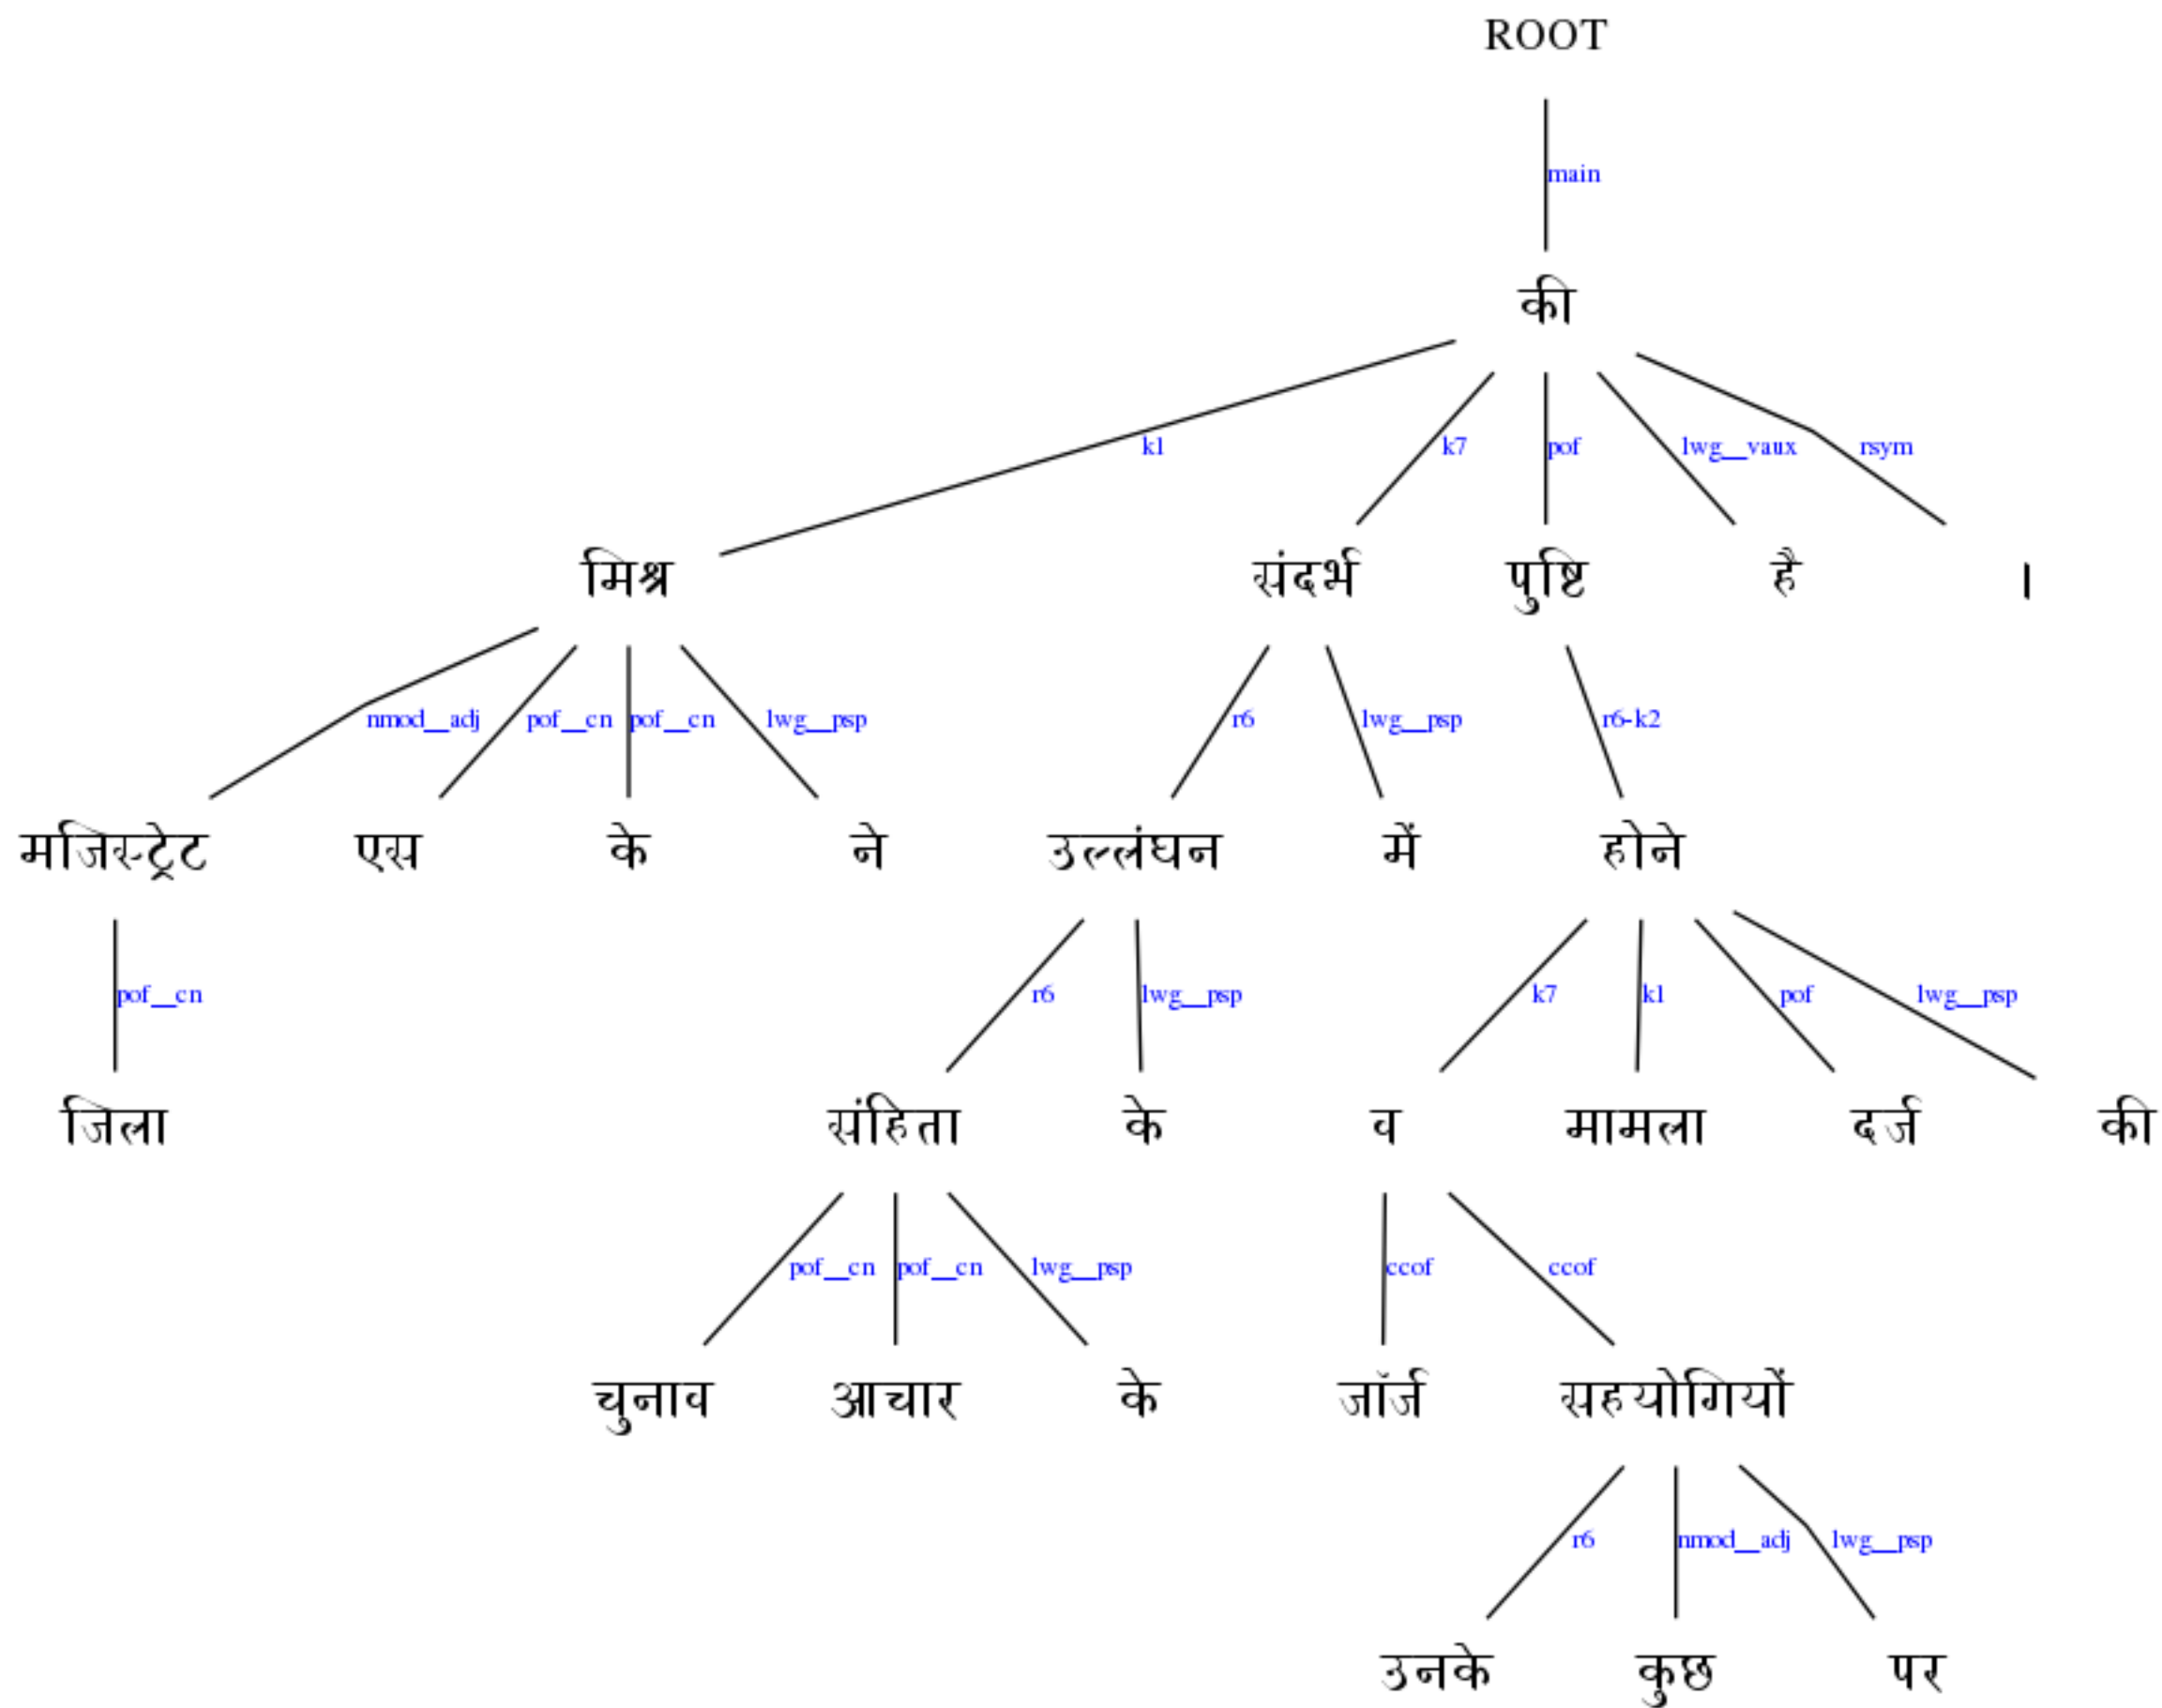 ROOT
main
की
k1 k7 pof lwg__vaux rsym
मिश्र संदर्भ पुष्टि है ।
nmod__adj pof__cn pof__cn lwg__psp r6 lwg__psp r6-k2
मजिस्ट्रेट एस के ने उल्लंघन में होने
pof__cn r6 lwg__psp k7 k1 pof lwg__psp
जिला संहिता के व मामला दर्ज की
pof__cn pof__cn lwg__psp ccof ccof
चुनाव आचार के जॉर्ज सहयोगियों
r6 nmod__adj lwg__psp
उनके कुछ पर